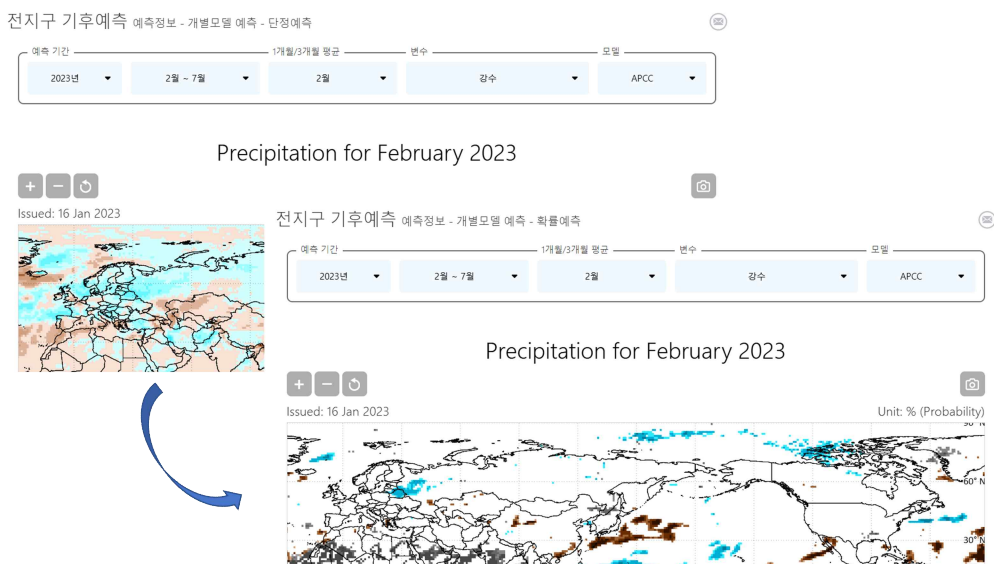 전지구 기후예측 예측정보 - 개별모델 예측 - 단정예측
예측 기간 1개월/3개월 평균 변수 모델
2023년 2월 ~ 7월 2월 강수 APCC
Precipitation for February 2023
Issued: 16 Jan 2023
전지구 기후예측 예측정보 - 개별모델 예측 - 확률예측
예측 기간 1개월/3개월 평균 변수 모델
2023년 2월 ~ 7월 2월 강수 APCC
Precipitation for February 2023
Issued: 16 Jan 2023 Unit: % (Probability)
90° N
60° N
30° N